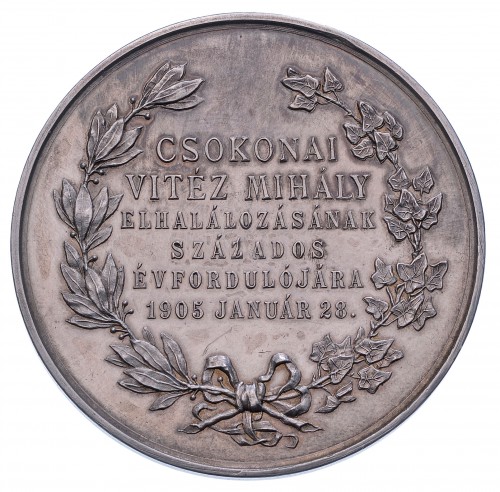 CSOKONAI
VITÉZ MIHÁLY
ELHALÁLOZÁSÁNAK
SZÁZADOS
ÉVFORDULÓJÁRA
1905 JANUÁR 28.